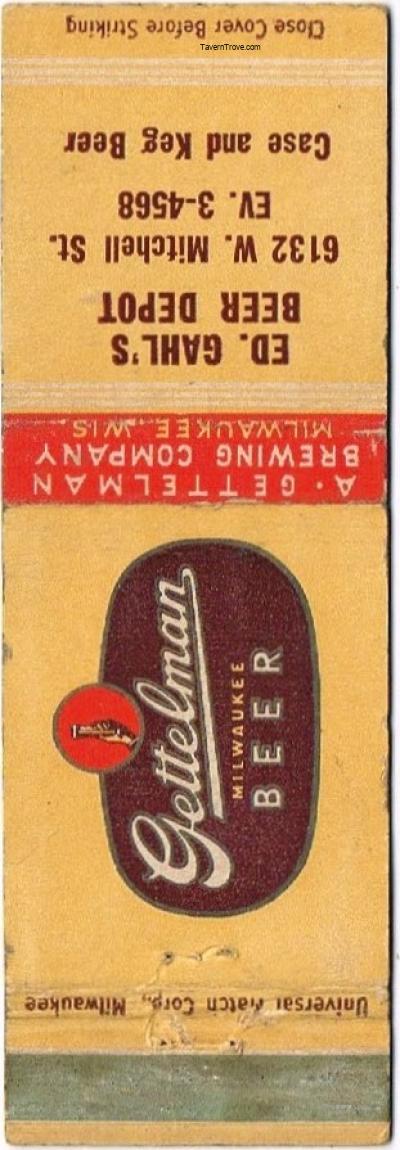 Close Cover Before Striking
TavernTrove.com
Case and Keg Beer
EV. 3-4568
6132 W. Mitchell St.
BEER DEPOT
ED. GAHL'S
MILWAUKEE, WIS.
BREWING COMPANY
A. GETTELMAN
Gettelman
MILWAUKEE
BEER
Universal Match Corp., Milwaukee